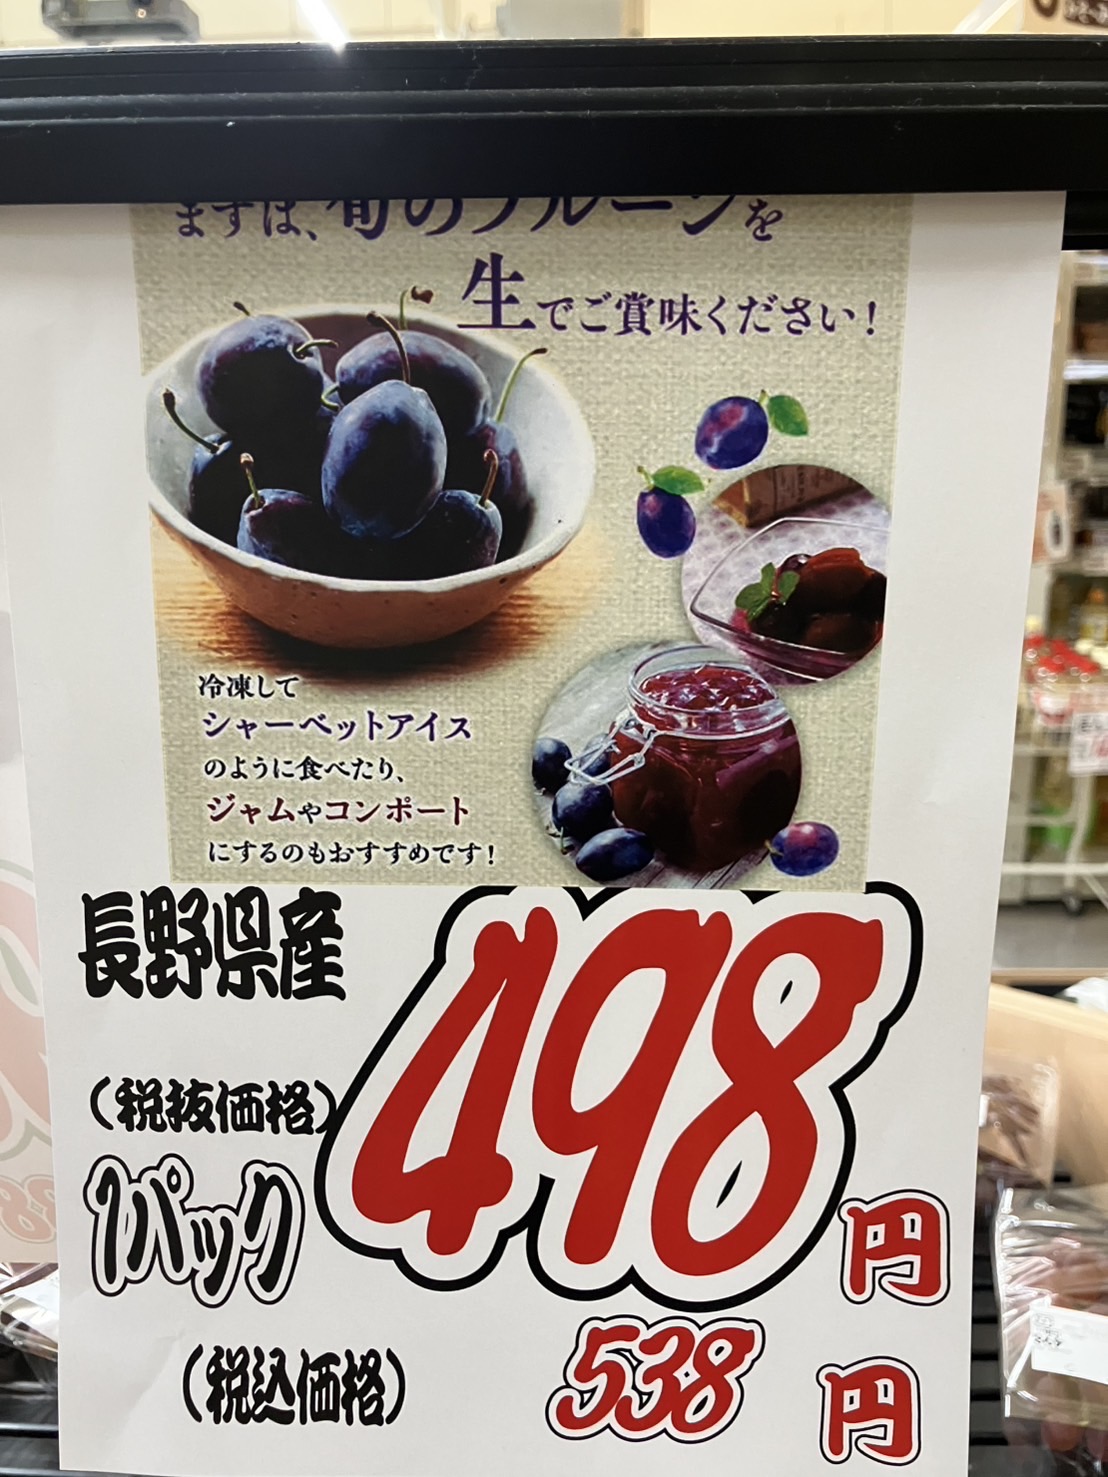 まずは、旬のプルーンを
生でご賞味ください!
冷凍して
シャーベットアイス
のように食べたり、
ジャムやコンポート
にするのもおすすめです!
長野県産
(税抜価格)
498
1パック
円
(税込価格)
538
円